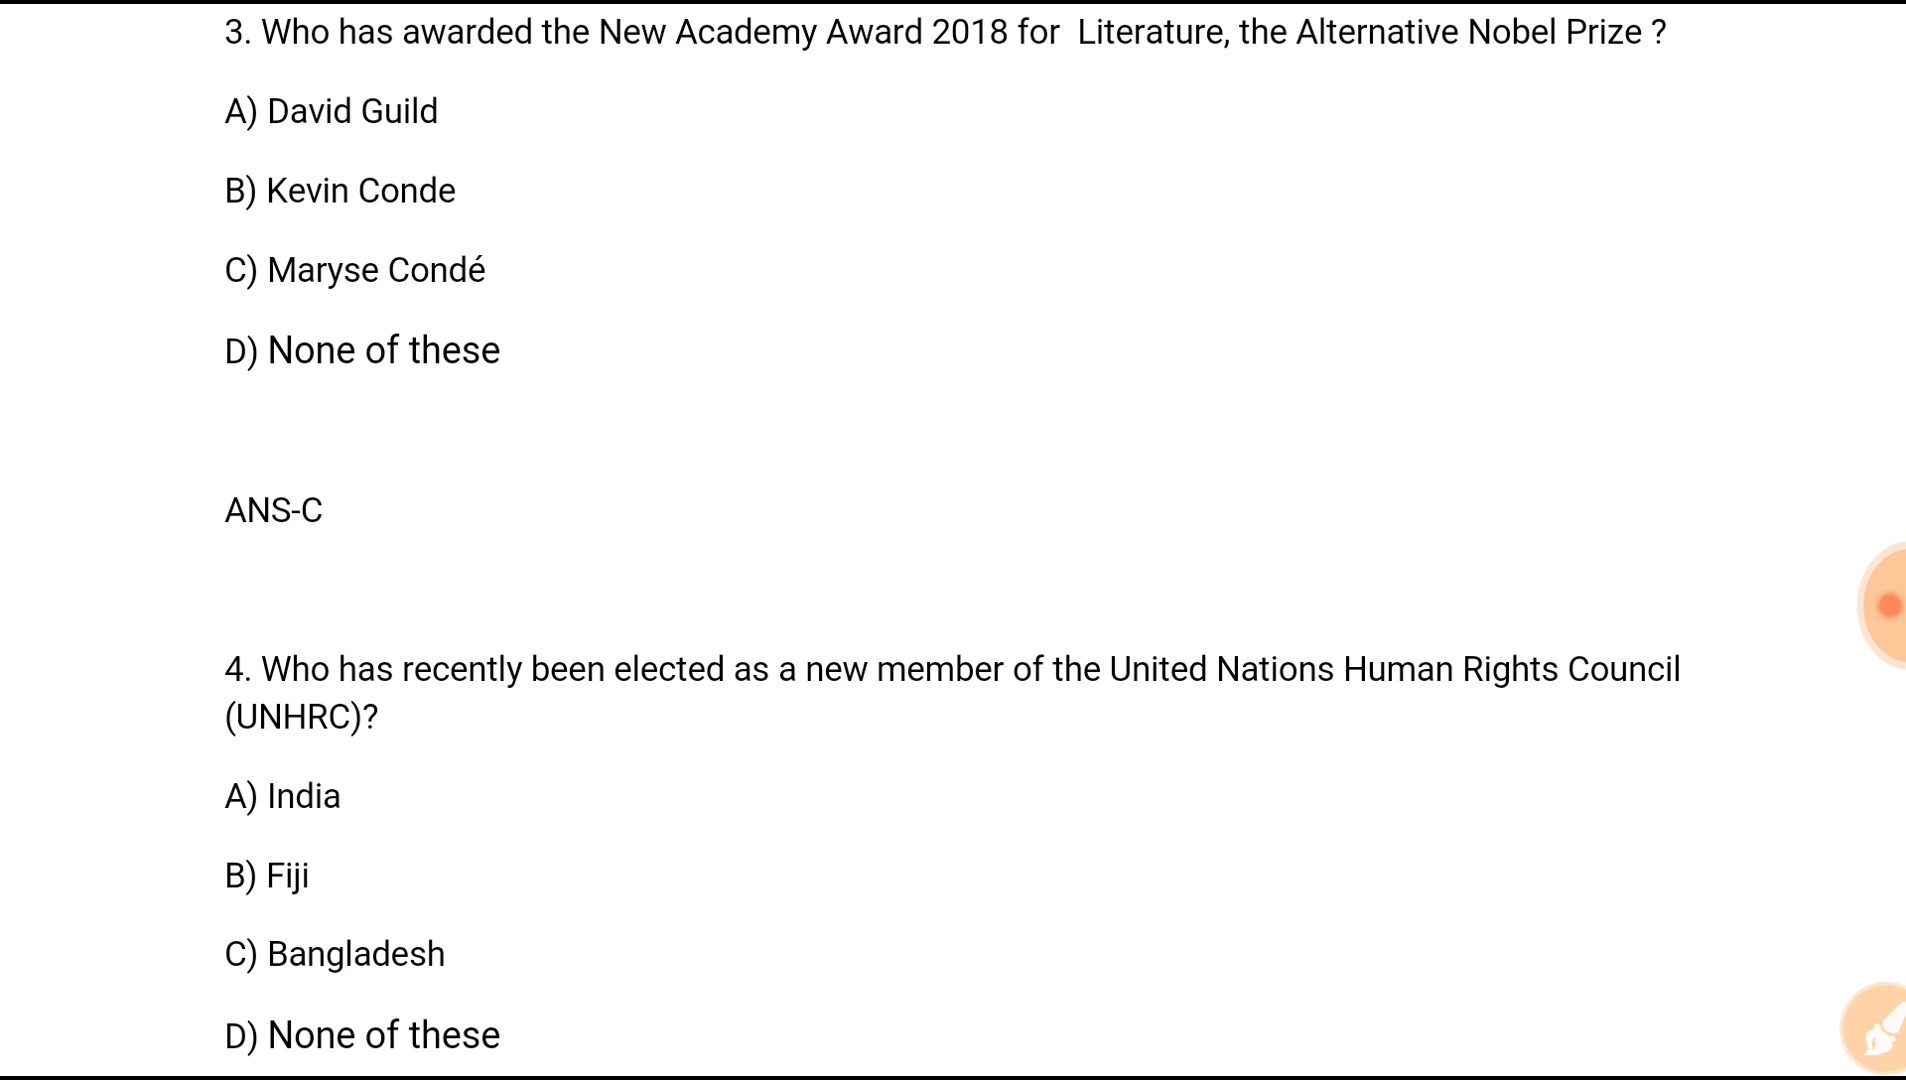 3. Who has awarded the New Academy Award 2018 for  Literature, the Alternative Nobel Prize ?
A) David Guild
B) Kevin Conde
C) Maryse Condé
D) None of these
ANS-C
4. Who has recently been elected as a new member of the United Nations Human Rights Council
(UNHRC)?
A) India
B) Fiji
C) Bangladesh
D) None of these